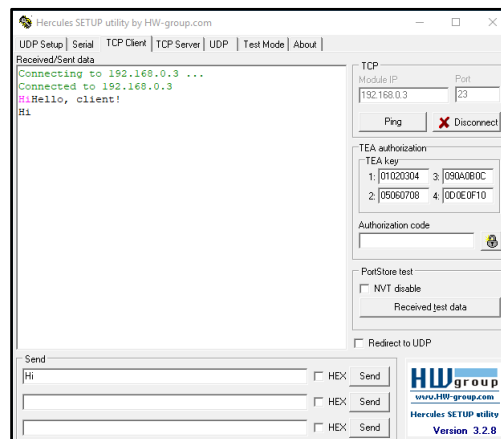 Hercules SETUP utility by HW-group.com
UDP Setup Serial TCP Client TCP Server UDP Test Mode About
Received/Sent data
Connecting to 192.168.0.3 ...
Connected to 192.168.0.3
HiHello, client!
Hi
TCP
Module IP Port
192.168.0.3 23
Ping Disconnect
TEA authorization
TEA key
1: 01020304 3: 090A0B0C
2: 05060708 4: 0D0E0F10
Authorization code
PortStore test
NVT disable
Received test data
Redirect to UDP
Send
Hi HEX Send
HEX Send
HEX Send
HW group
www.HW-group.com
Hercules SETUP utility
Version 3.2.8